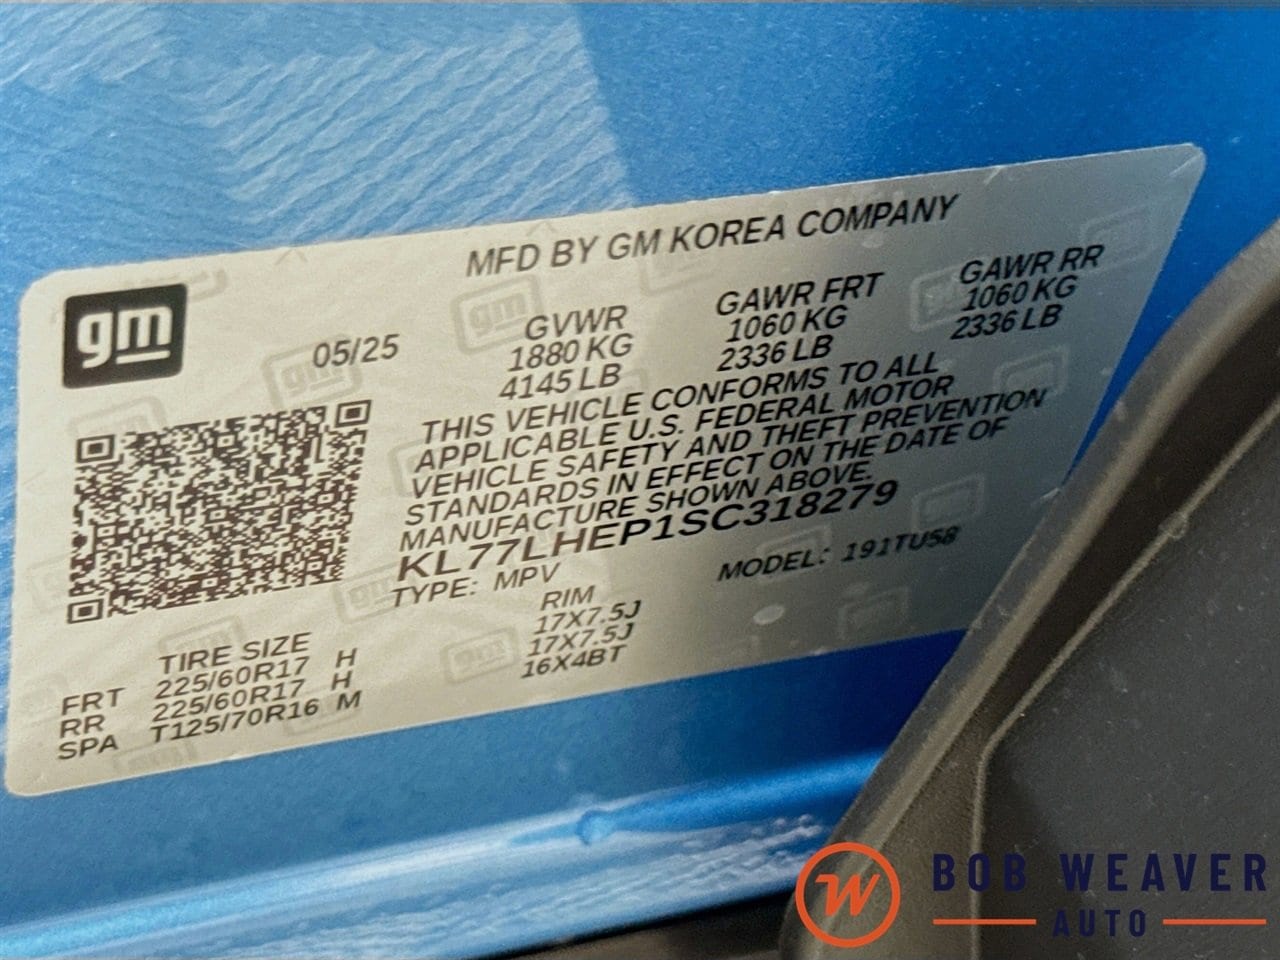 MFD BY GM KOREA COMPANY
gm
05/25
GVWR
1880 KG
4145 LB
GAWR FRT
1060 KG
2336 LB
GAWR RR
1060 KG
2336 LB
THIS VEHICLE CONFORMS TO ALL
APPLICABLE U.S. FEDERAL MOTOR
VEHICLE SAFETY AND THEFT PREVENTION
STANDARDS IN EFFECT ON THE DATE OF
MANUFACTURE SHOWN ABOVE.
KL77LHEP1SC318279
TYPE: MPV
MODEL: 191TU58
TIRE SIZE
RIM
FRT 225/60R17 H 17X7.5J
RR 225/60R17 H 17X7.5J
SPA T125/70R16 M 16X4BT
W
BOB WEAVER
AUTO